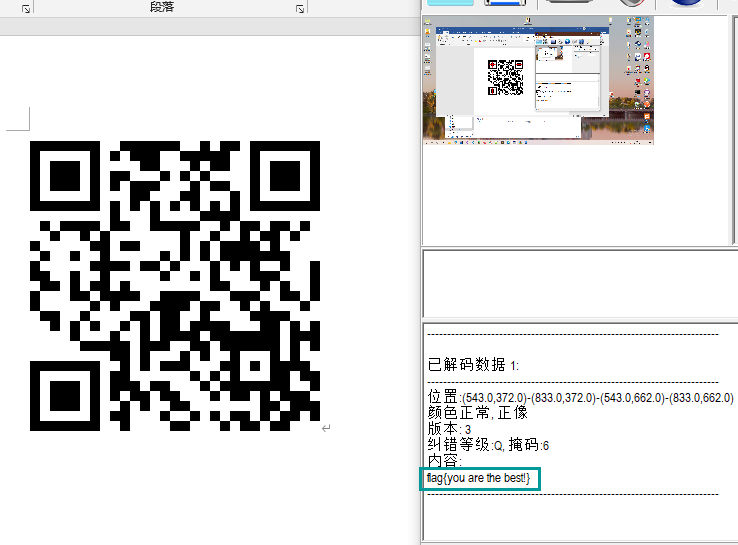 段落
已解码数据 1:
位置:(543.0,372.0)-(833.0,372.0)-(543.0,662.0)-(833.0,662.0)
颜色正常, 正像
版本: 3
纠错等级:Q, 掩码:6
内容:
flag{you are the best!}